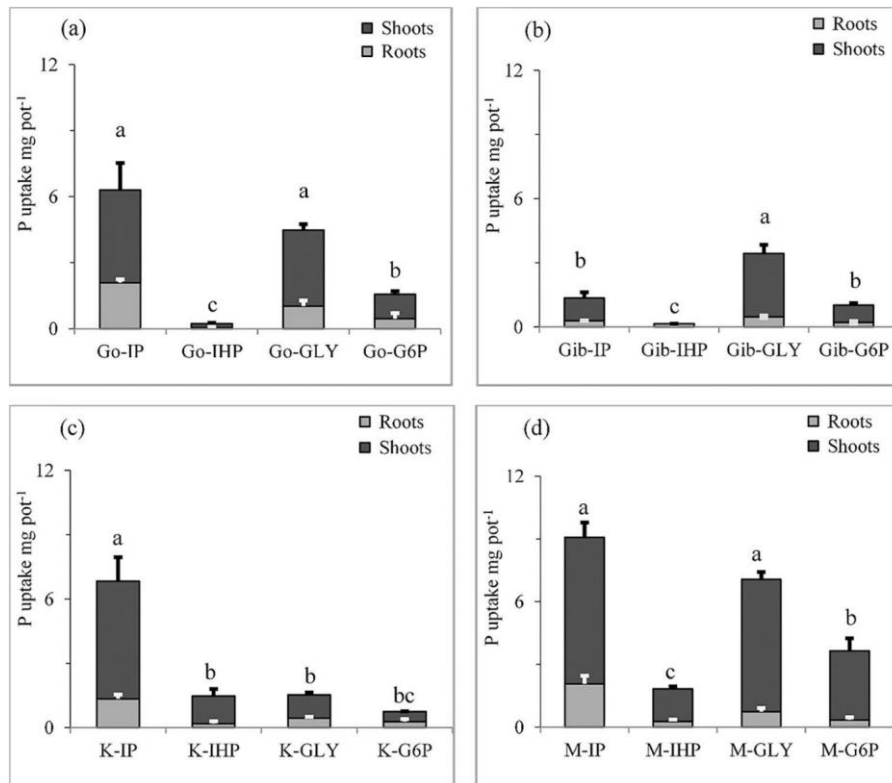 (a)
Shoots
Roots
P uptake mg pot⁻¹
12
6
0
a
c
a
b
Go-IP Go-IHP Go-GLY Go-G6P
(b)
Roots
Shoots
P uptake mg pot⁻¹
12
6
0
b
c
a
b
Gib-IP Gib-IHP Gib-GLY Gib-G6P
(c)
Roots
Shoots
P uptake mg pot⁻¹
12
6
0
a
b
b
bc
K-IP K-IHP K-GLY K-G6P
(d)
Roots
Shoots
P uptake mg pot⁻¹
12
6
0
a
c
a
b
M-IP M-IHP M-GLY M-G6P